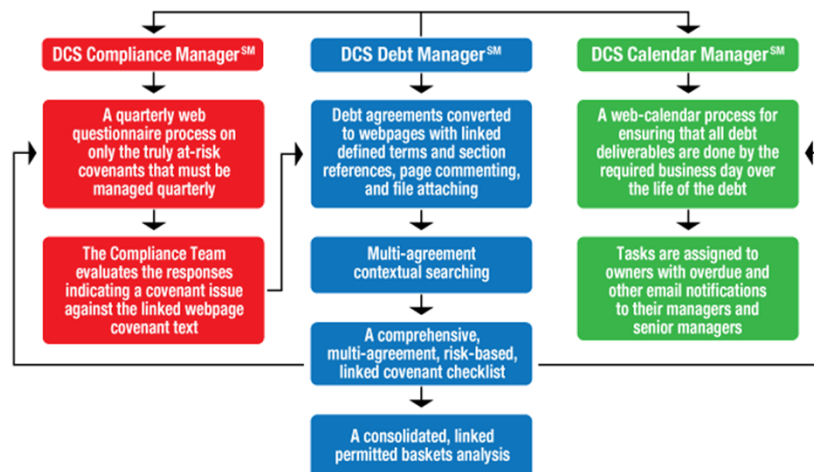 DCS Compliance Manager℠
DCS Debt Manager℠
DCS Calendar Manager℠
A quarterly web
questionnaire process on
only the truly at-risk
covenants that must be
managed quarterly
Debt agreements converted
to webpages with linked
defined terms and section
references, page commenting,
and file attaching
A web-calendar process for
ensuring that all debt
deliverables are done by the
required business day over
the life of the debt
The Compliance Team
evaluates the responses
indicating a covenant issue
against the linked webpage
covenant text
Multi-agreement
contextual searching
Tasks are assigned to
owners with overdue and
other email notifications
to their managers and
senior managers
A comprehensive,
multi-agreement, risk-based,
linked covenant checklist
A consolidated, linked
permitted baskets analysis